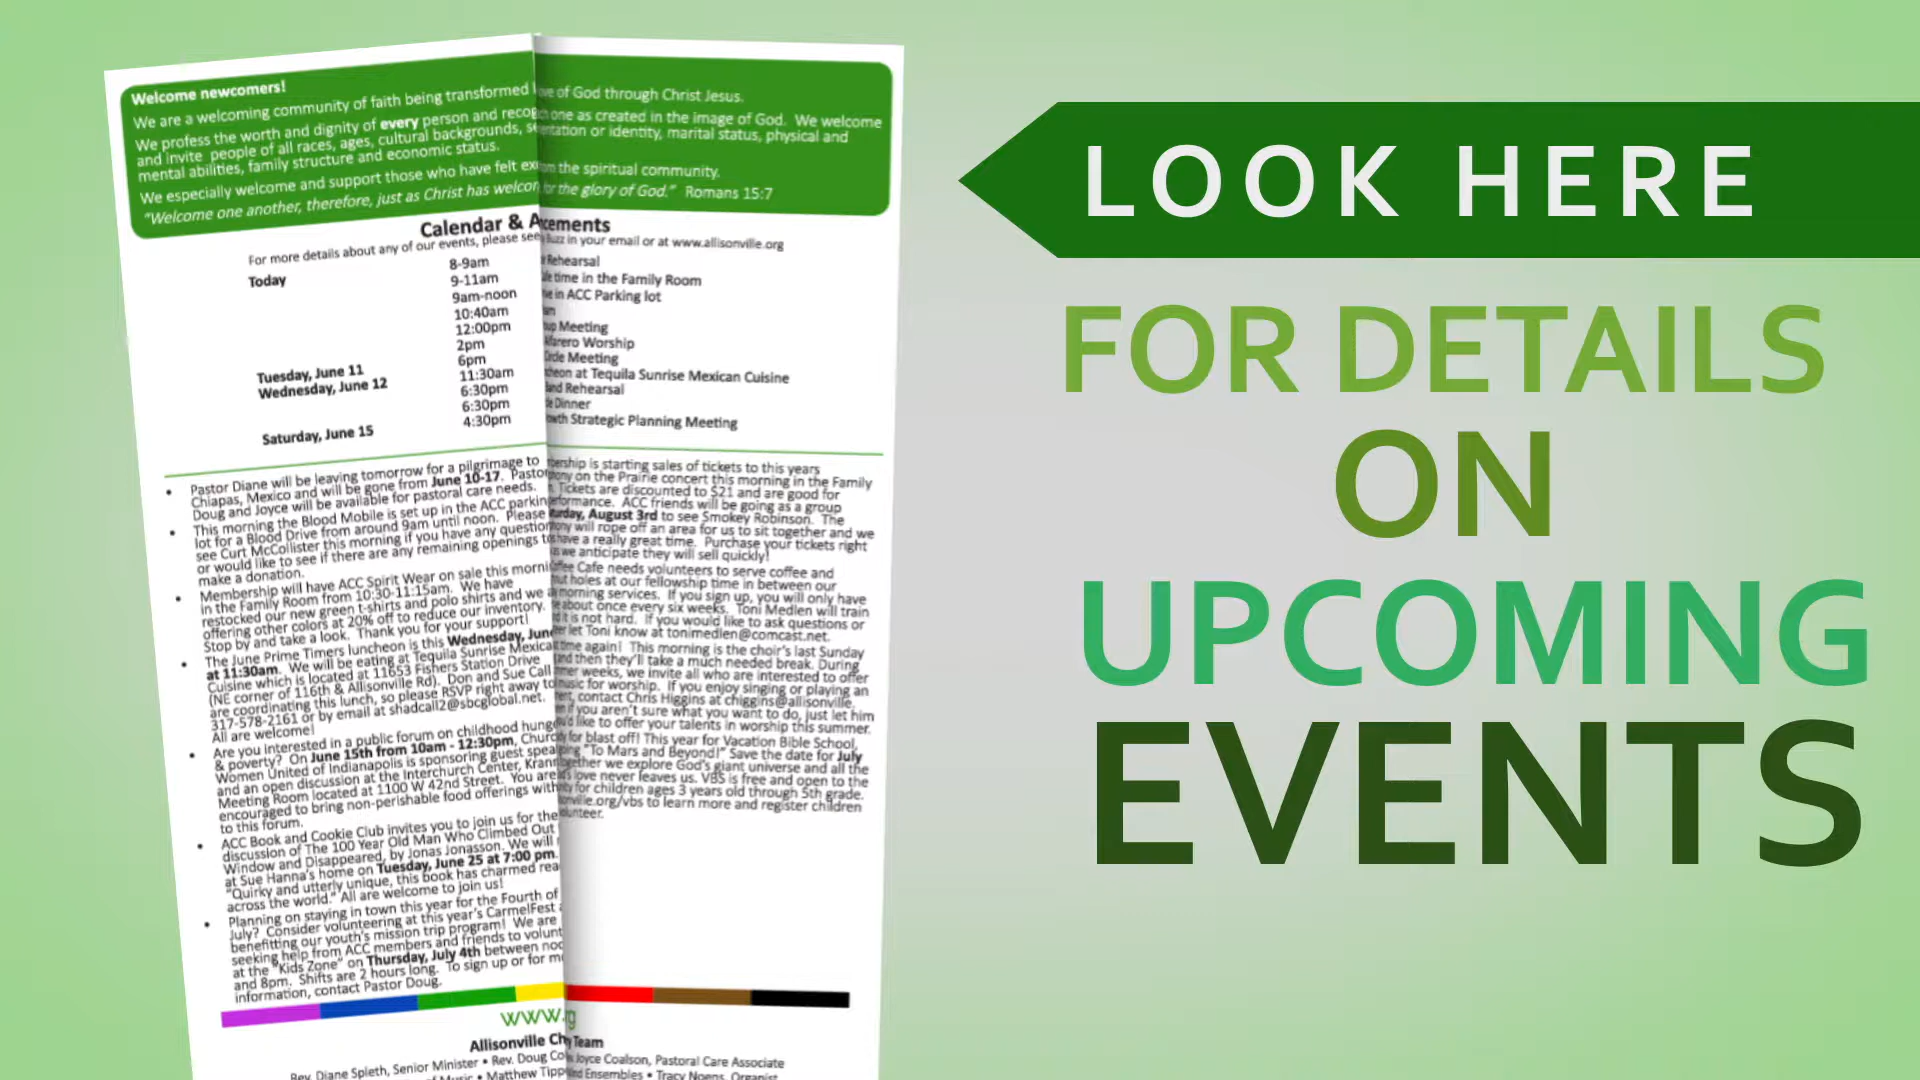 Welcome newcomers!
We are a welcoming community of faith being transformed
of God through Christ Jesus.
We profess the worth and dignity of every person and
one as created in the image of God. We welcome
and invite people of all races, ages, cultural backgrounds,
or identity, marital status, physical and
mental abilities, family structure and economic status.
We especially welcome and support those who have felt
the spiritual community.
"Welcome one another, therefore, just as Christ has
for the glory of God." Romans 15:7
Calendar &
For more details about any of our events, please see
in your email or at www.allisonville.org
Today
8-9am
Rehearsal
9-11am
time in the Family Room
9am-noon
in ACC Parking lot
10:40am
12:00pm
Meeting
2pm
Worship
6pm
Meeting
Tuesday, June 11
11:30am
at Tequila Sunrise Mexican Cuisine
Wednesday, June 12
6:30pm
Rehearsal
6:30pm
Dinner
Saturday, June 15
4:30pm
Strategic Planning Meeting
• Pastor Diane will be leaving tomorrow for a pilgrimage to
Chiapas, Mexico and will be gone from June 10-17. Pastor
Doug and Joyce will be available for pastoral care needs.
• This morning the Blood Mobile is set up in the ACC
lot for a Blood Drive from around 9am until noon. Please
see Curt McCollister this morning if you have any
or would like to see if there are any remaining openings
make a donation.
• Membership will have ACC Spirit Wear on sale this
in the Family Room from 10:30-11:15am. We have
restocked our new green t-shirts and polo shirts and we
offering other colors at 20% off to reduce our inventory.
Stop by and take a look. Thank you for your support!
• The June Prime Timers luncheon is this Wednesday,
at 11:30am. We will be eating at Tequila Sunrise
Cuisine which is located at 11653 Fishers Station Drive
(NE corner of 116th & Allisonville Rd). Don and Sue Call
are coordinating this lunch, so please RSVP right away
317-578-2161 or by email at shadcall2@sbcglobal.net.
All are welcome!
• Are you interested in a public forum on childhood
& poverty? On June 15th from 10am - 12:30pm,
Women United of Indianapolis is sponsoring guest
and an open discussion at the Interchurch Center,
Meeting Room located at 1100 W 42nd Street. You are
encouraged to bring non-perishable food offerings with
to this forum.
• ACC Book and Cookie Club invites you to join us for the
discussion of The 100 Year Old Man Who Climbed Out
Window and Disappeared, by Jonas Jonasson. We will
at Sue Hanna's home on Tuesday, June 25 at 7:00 pm.
"Quirky and utterly unique, this book has charmed
across the world." All are welcome to join us!
• Planning on staying in town this year for the Fourth of
July? Consider volunteering at this year's CarmelFest
benefitting our youth's mission trip program! We are
seeking help from ACC members and friends to
at the "Kids Zone" on Thursday, July 4th between
and 8pm. Shifts are 2 hours long. To sign up or for
information, contact Pastor Doug.
is starting sales of tickets to this years
on the Prairie concert this morning in the Family
Tickets are discounted to $21 and are good for
ACC friends will be going as a group
August 3rd to see Smokey Robinson. The
will rope off an area for us to sit together and we
have a really great time. Purchase your tickets right
we anticipate they will sell quickly!
Cafe needs volunteers to serve coffee and
holes at our fellowship time in between our
morning services. If you sign up, you will only have
about once every six weeks. Toni Medlen will train
it is not hard. If you would like to ask questions or
let Toni know at tonimedlen@comcast.net.
time again! This morning is the choir's last Sunday
and then they'll take a much needed break. During
weeks, we invite all who are interested to offer
music for worship. If you enjoy singing or playing an
contact Chris Higgins at chiggins@allisonville.
if you aren't sure what you want to do, just let him
like to offer your talents in worship this summer.
for blast off! This year for Vacation Bible School,
"To Mars and Beyond!" Save the date for July
we explore God's giant universe and all the
love never leaves us. VBS is free and open to the
for children ages 3 years old through 5th grade.
to learn more and register children
www.
Allisonville
Team
Rev. Diane Spleth, Senior Minister • Rev. Doug
Joyce Coalson, Pastoral Care Associate
of Music • Matthew
Ensembles • Tracy Noens, Organist
LOOK HERE
FOR DETAILS
ON
UPCOMING
EVENTS